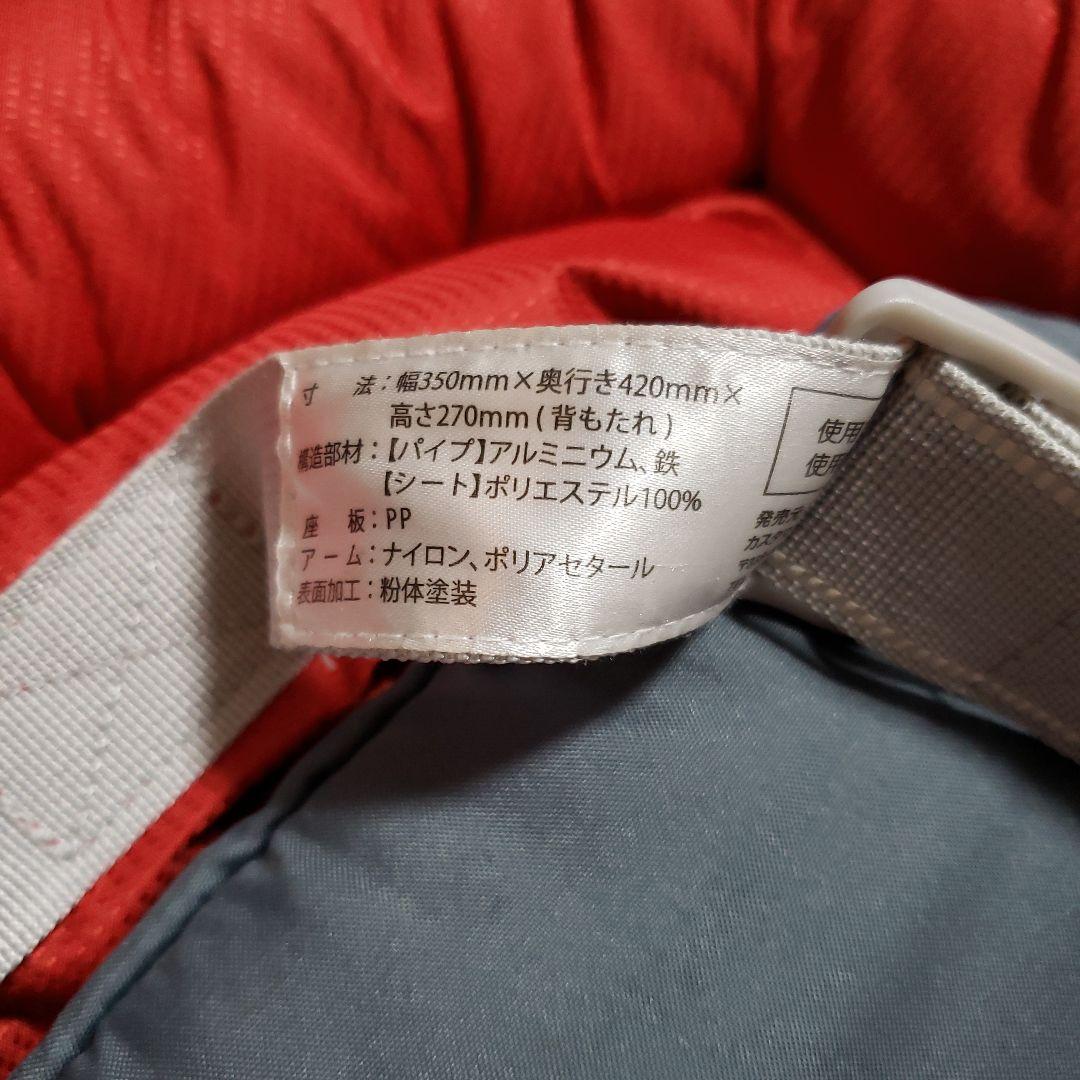 寸 法：幅350mm×奥行き420mm×
高さ270mm(背もたれ)
構造部材：【パイプ】アルミニウム、鉄
【シート】ポリエステル100%
座 板：PP
アーム：ナイロン、ポリアセタール
表面加工：粉体塗装
使用
使用
発売元
カスタ